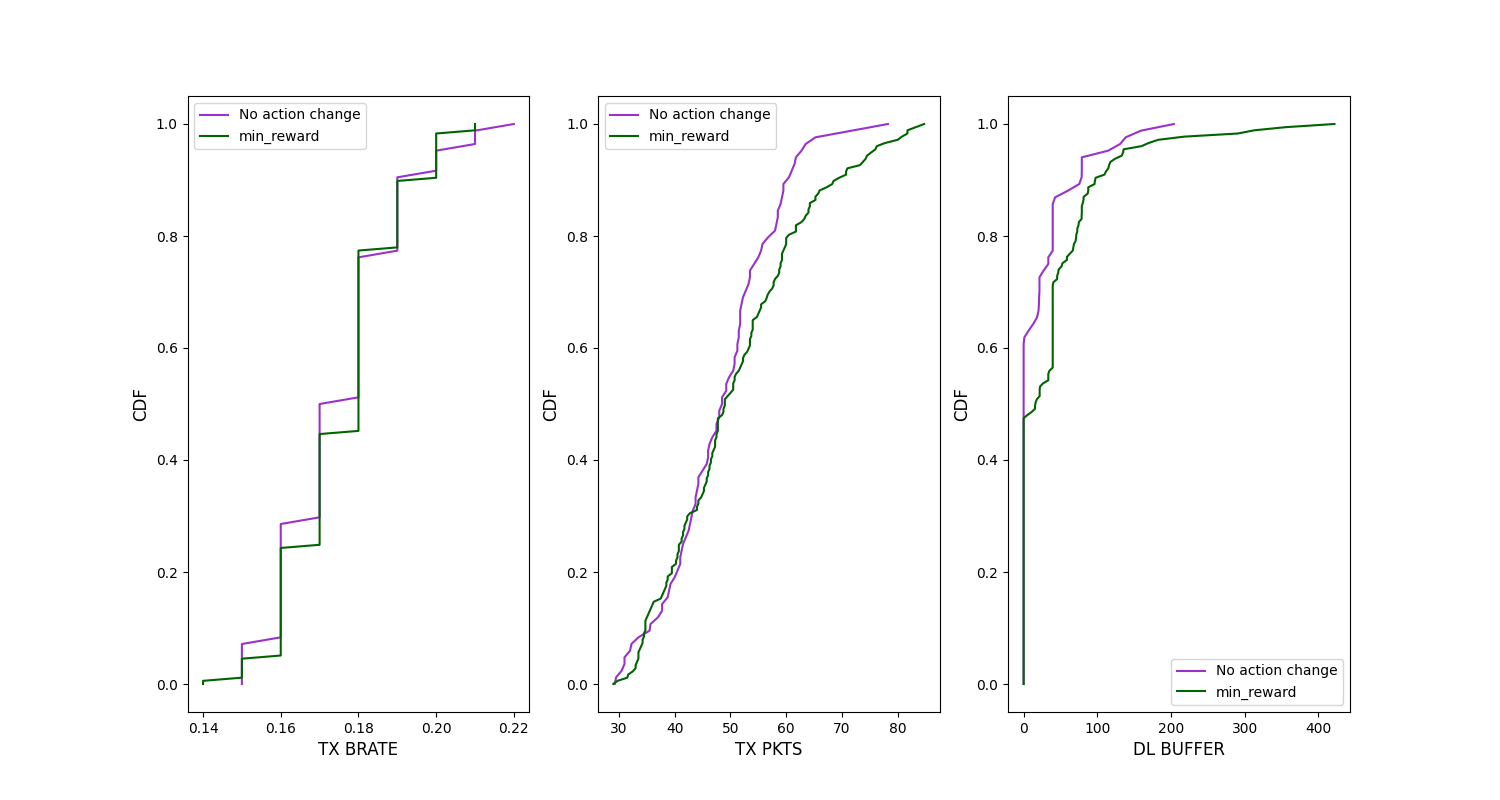 No action change
min_reward
1.0
0.8
0.6
0.4
0.2
0.0
CDF
0.14 0.16 0.18 0.20 0.22
TX BRATE
No action change
min_reward
1.0
0.8
0.6
0.4
0.2
0.0
CDF
30 40 50 60 70 80
TX PKTS
1.0
0.8
0.6
0.4
0.2
0.0
CDF
No action change
min_reward
0 100 200 300 400
DL BUFFER